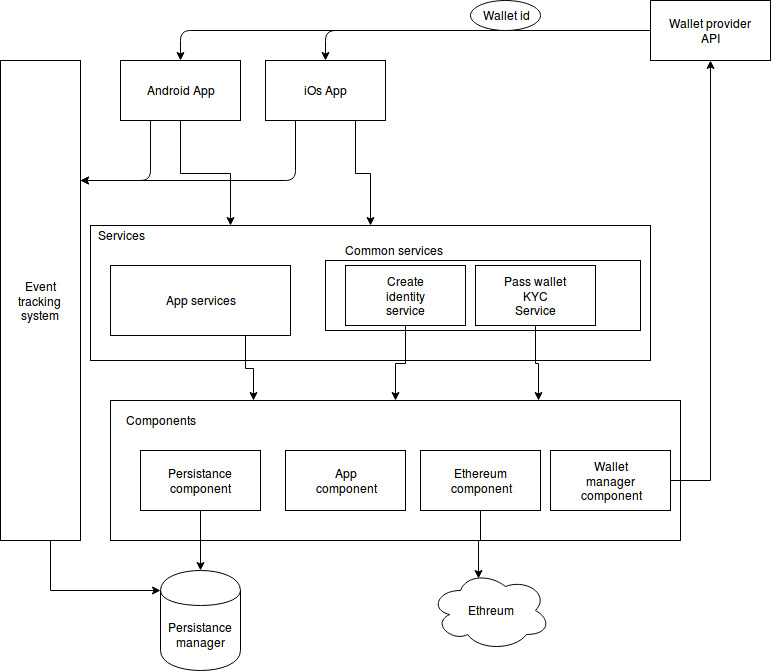 Wallet id
Wallet provider
API
Android App
iOs App
Services
Common services
App services
Create
identity
service
Pass wallet
KYC
Service
Event
tracking
system
Components
Persistance
component
App
component
Ethereum
component
Wallet
manager
component
Persistance
manager
Ethreum